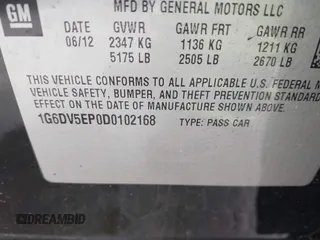 GM
MFD BY GENERAL MOTORS LLC
DATE GVWR GAWR FRT GAWR RR
06/12 2347 KG 1136 KG 1211 KG
5175 LB 2505 LB 2670 LB
THIS VEHICLE CONFORMS TO ALL APPLICABLE U.S. FEDERAL M
VEHICLE SAFETY, BUMPER, AND THEFT PREVENTION STANDA
EFFECT ON THE DATE OF MANUFACTURE SHOWN ABOVE.
1G6DV5EP0D0102168 TYPE: PASS CAR
DREAMBID